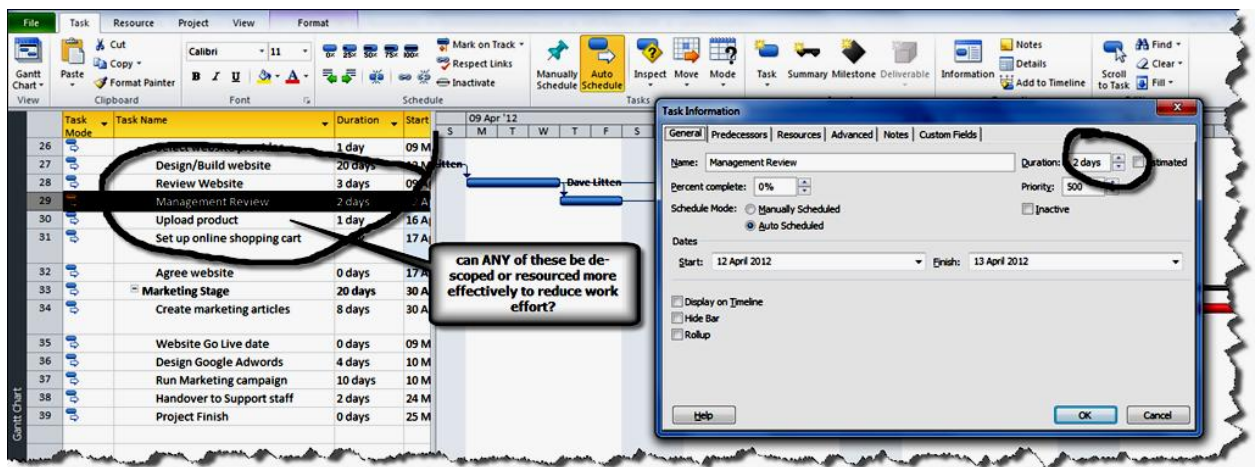 File Task Resource Project View Format
Cut
Copy
Format Painter
Paste
Calibri 11
B I U A
0% 25% 50% 75% 100%
Mark on Track
Respect Links
Inactivate
Manually Schedule
Auto Schedule
Inspect Move Mode
Task Summary Milestone Deliverable
Information
Notes
Details
Add to Timeline
Scroll to Task
Find
Clear
Fill
Gantt Chart
View Clipboard Font Schedule Tasks
Task Mode Task Name Duration Start
09 Apr '12
S M T W T F S
26 1 day 09 M
27 Design/Build website 20 days
28 Review Website 3 days
29 Management Review 2 days
30 Upload product 1 day 16 A
31 Set up online shopping cart 17 A
32 Agree website 0 days 17 A
33 Marketing Stage 20 days 30 A
34 Create marketing articles 8 days 30 A
35 Website Go Live date 0 days 09 M
36 Design Google Adwords 4 days 10 M
37 Run Marketing campaign 10 days 10 M
38 Handover to Support staff 2 days 24 M
39 Project Finish 0 days 25 M
Gantt Chart
Dave Litten
can ANY of these be de-
scoped or resourced more
effectively to reduce work
effort?
Task Information
General Predecessors Resources Advanced Notes Custom Fields
Name: Management Review Duration: 2 days Estimated
Percent complete: 0% Priority: 500
Schedule Mode: Manually Scheduled Inactive
Auto Scheduled
Dates
Start: 12 April 2012 Finish: 13 April 2012
Display on Timeline
Hide Bar
Rollup
Help OK Cancel